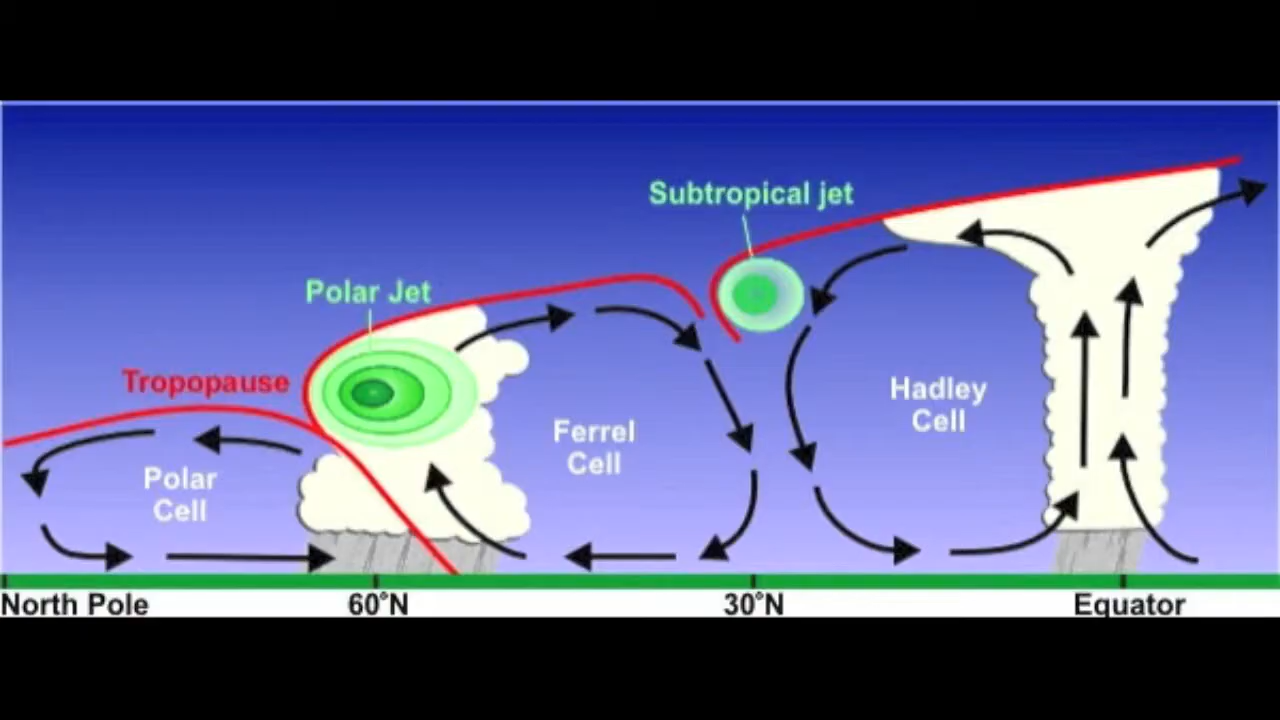 Subtropical jet
Polar Jet
Tropopause
Hadley
Cell
Ferrel
Cell
Polar
Cell
North Pole
60°N
30°N
Equator